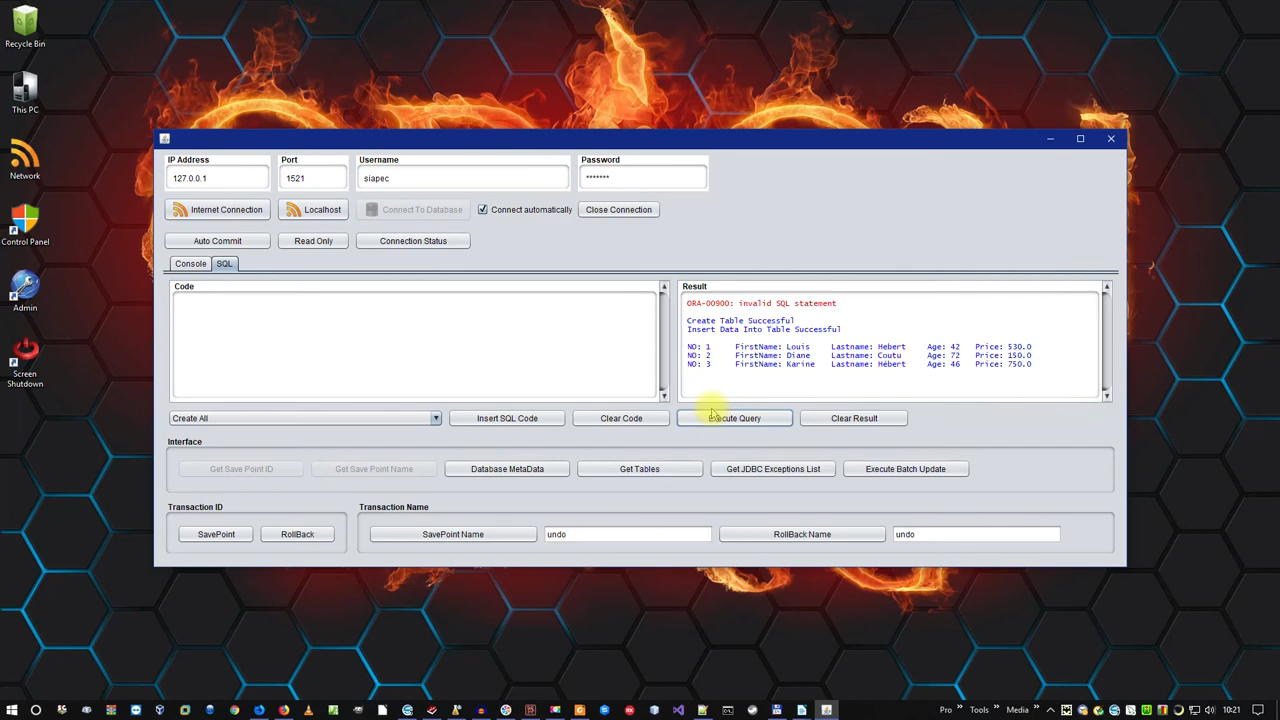 Recycle Bin
This PC
Network
Control Panel
Admin
Screen
Shutdown
IP Address
Port
Username
Password
127.0.0.1
1521
siapec
*******
Internet Connection
Localhost
Connect To Database
Connect automatically
Close Connection
Auto Commit
Read Only
Connection Status
Console
SQL
Code
Result
ORA-00900: invalid SQL statement
Create Table Successful
Insert Data Into Table Successful
NO: 1 FirstName: Louis Lastname: Hebert Age: 42 Price: 530.0
NO: 2 FirstName: Diane Lastname: Coutu Age: 72 Price: 150.0
NO: 3 FirstName: Karine Lastname: Hébert Age: 46 Price: 750.0
Create All
Insert SQL Code
Clear Code
Execute Query
Clear Result
Interface
Get Save Point ID
Get Save Point Name
Database MetaData
Get Tables
Get JDBC Exceptions List
Execute Batch Update
Transaction ID
Transaction Name
SavePoint
RollBack
SavePoint Name
undo
RollBack Name
undo
Pro
Tools
Media
10:21